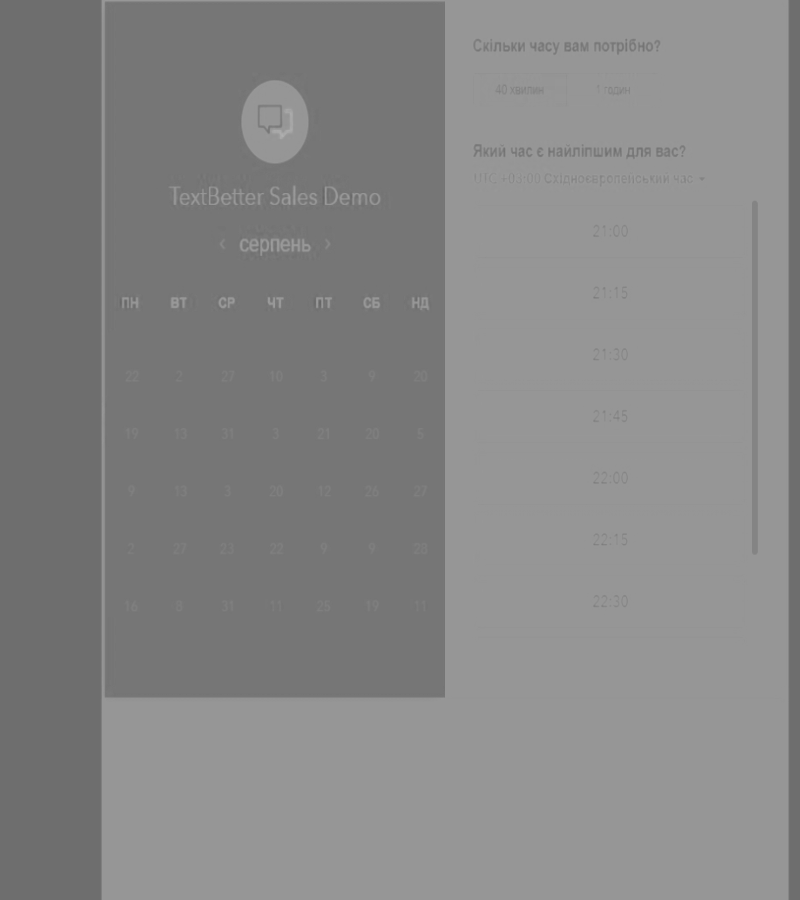 TextBetter Sales Demo
‹ серпень ›
ПН ВТ СР ЧТ ПТ СБ НД
22 2 27 10 3 9 20
19 13 31 3 21 20 5
9 13 3 20 12 26 27
2 27 23 22 9 9 20
16 8 31 11 25 19 11
Скільки часу вам потрібно?
40 хвилин 1 годин
Який час є найліпшим для вас?
UTC +03:00 Східноєвропейський час
21:00
21:15
21:30
21:45
22:00
22:15
22:30